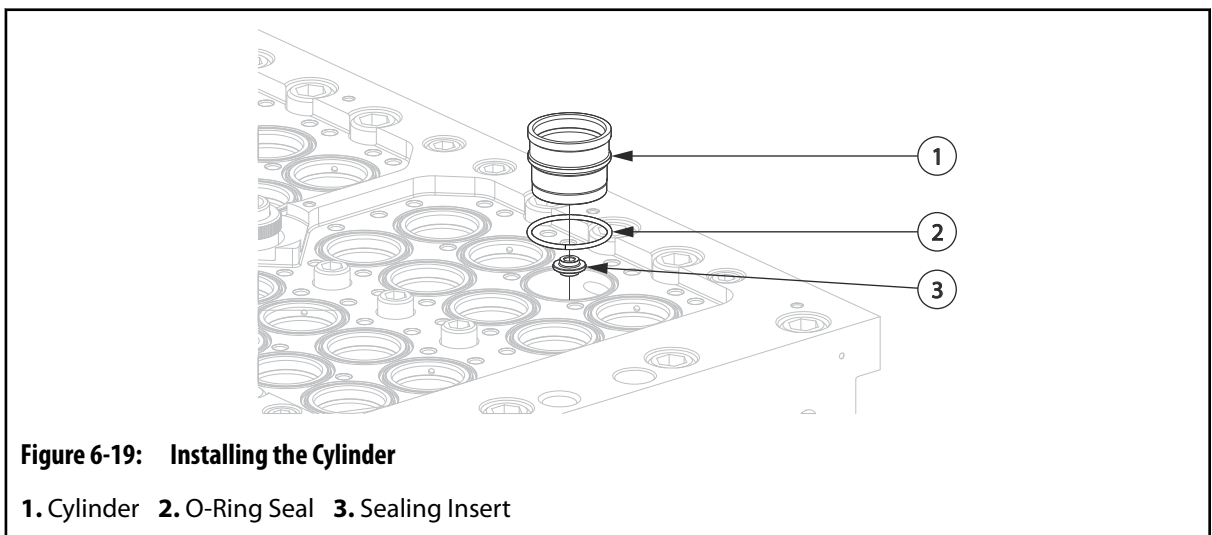 1
2
3
Figure 6-19: Installing the Cylinder
1. Cylinder 2. O-Ring Seal 3. Sealing Insert